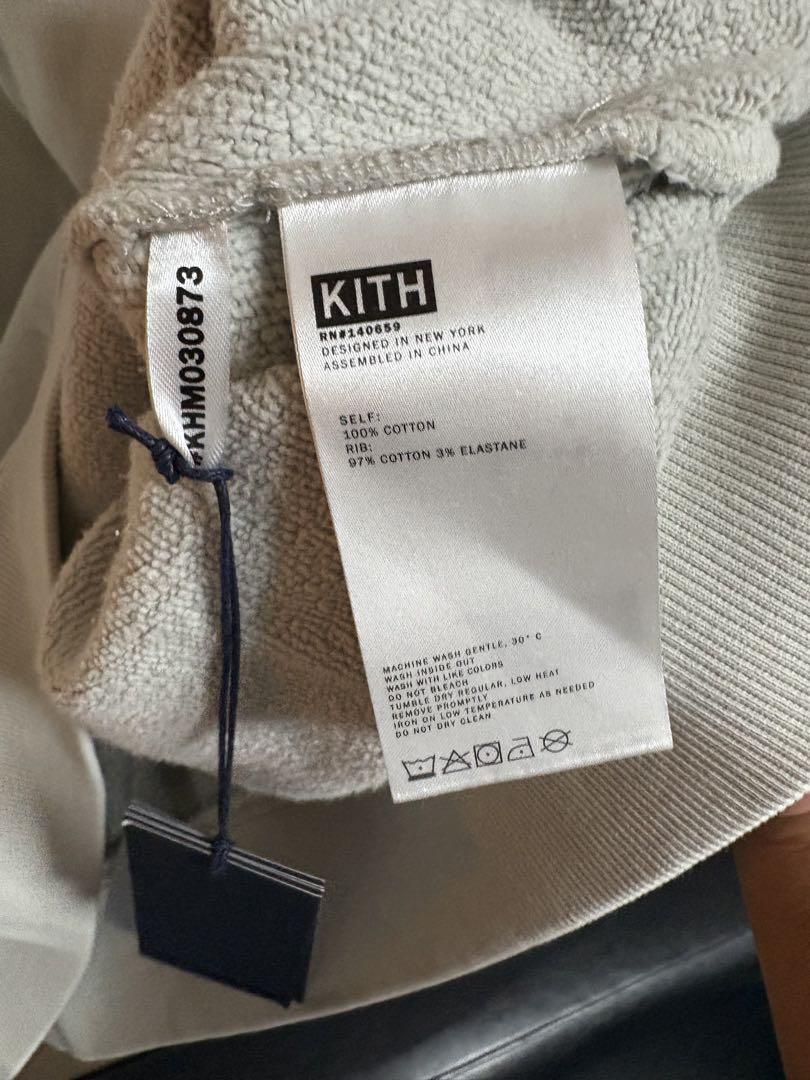 #KHM030873
KITH
RN#140659
DESIGNED IN NEW YORK
ASSEMBLED IN CHINA
SELF:
100% COTTON
RIB:
97% COTTON 3% ELASTANE
MACHINE WASH GENTLE, 30° C
WASH INSIDE OUT
WASH WITH LIKE COLORS
DO NOT BLEACH
TUMBLE DRY REGULAR, LOW HEAT
REMOVE PROMPTLY
IRON ON LOW TEMPERATURE AS NEEDED
DO NOT DRY CLEAN